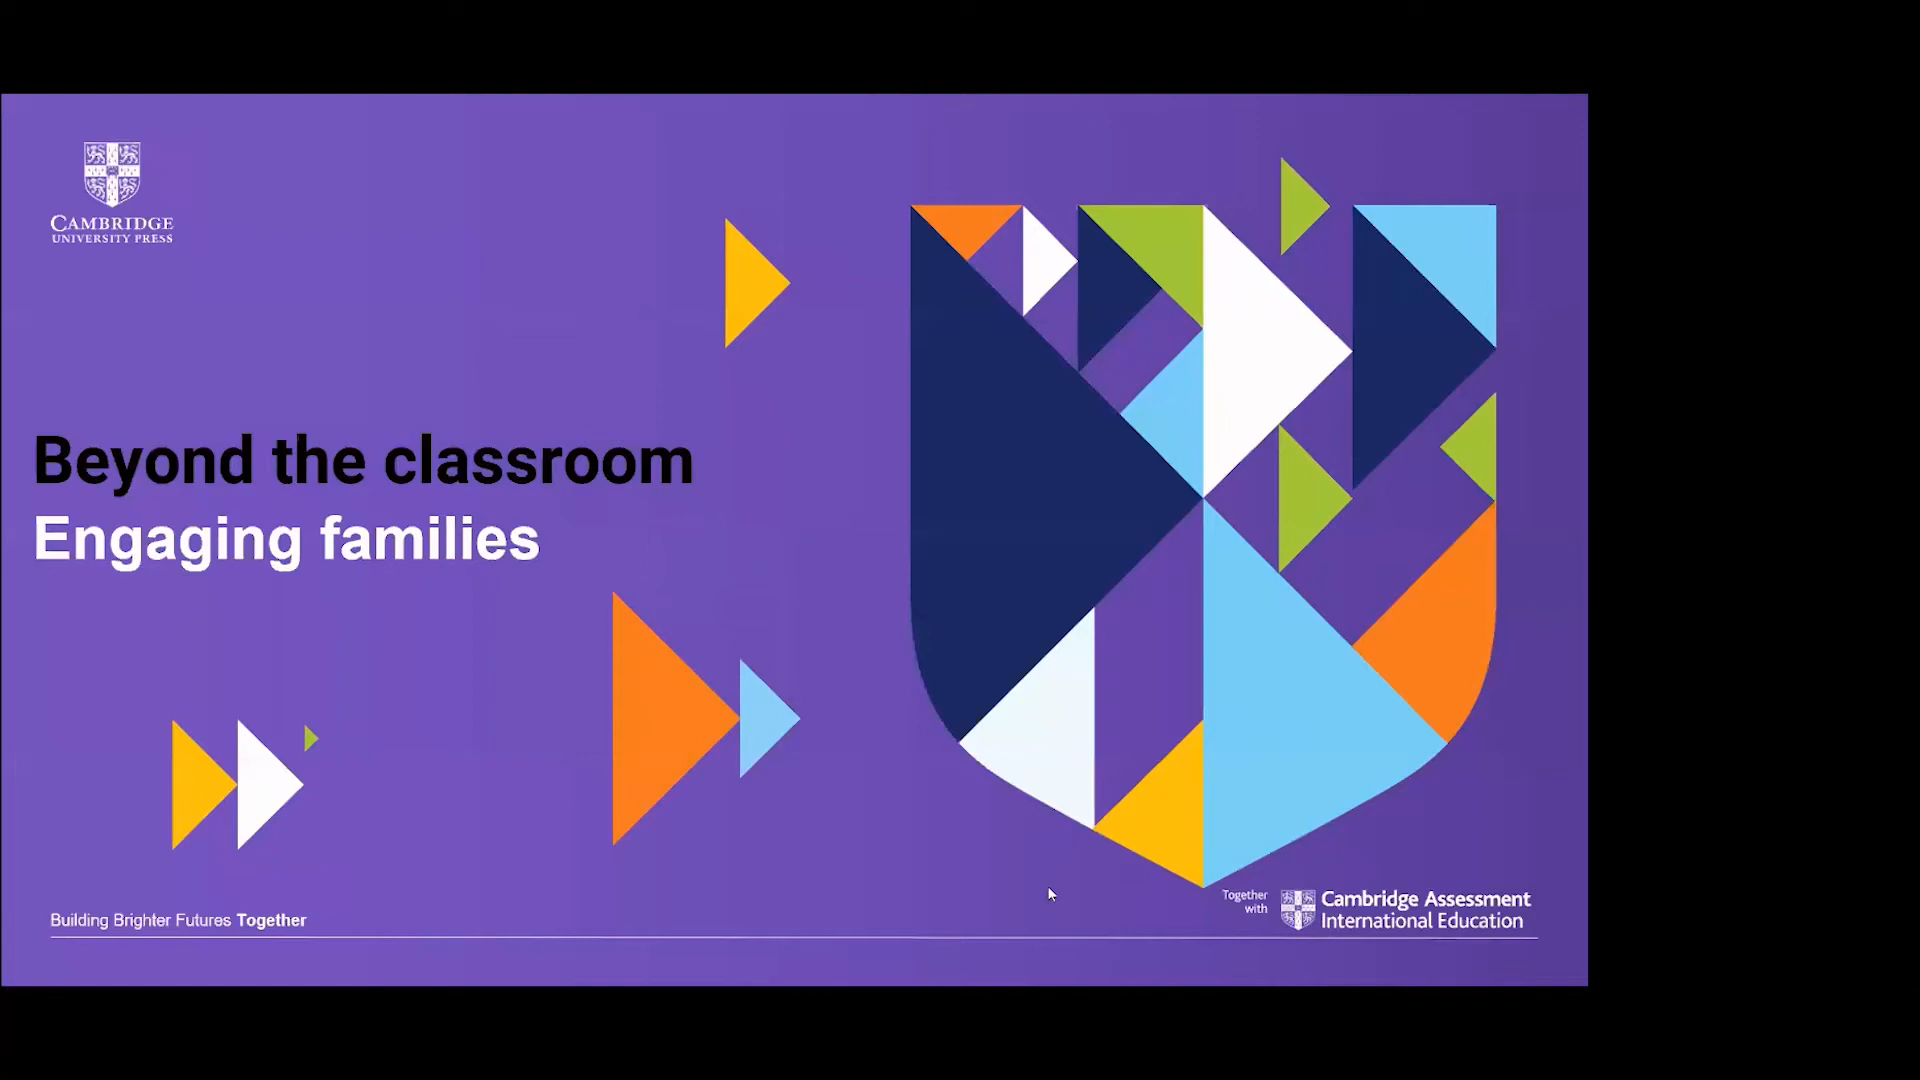 CAMBRIDGE
UNIVERSITY PRESS
Beyond the classroom
Engaging families
Building Brighter Futures Together
Together
with
Cambridge Assessment
International Education